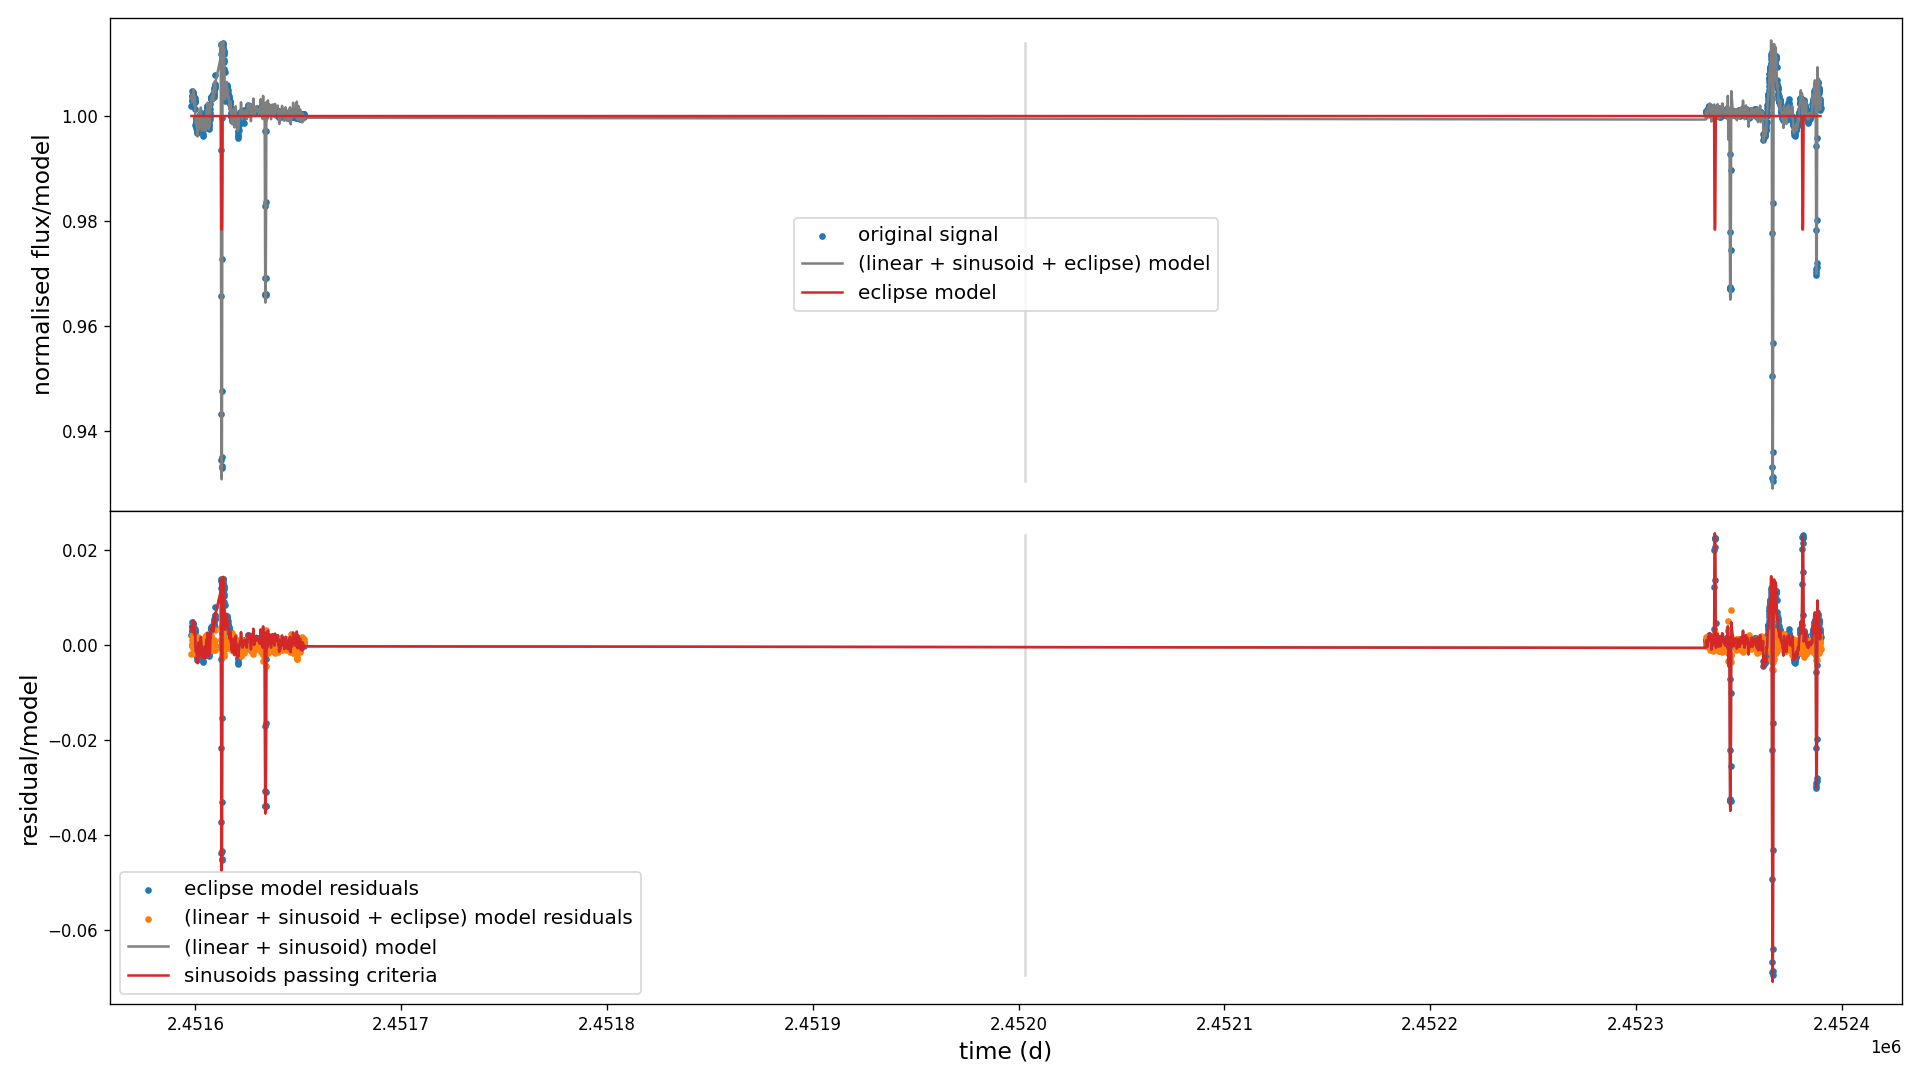 1.00
0.98
0.96
0.94
normalised flux/model
original signal
(linear + sinusoid + eclipse) model
eclipse model
0.02
0.00
−0.02
−0.04
−0.06
residual/model
eclipse model residuals
(linear + sinusoid + eclipse) model residuals
(linear + sinusoid) model
sinusoids passing criteria
2.4516 2.4517 2.4518 2.4519 2.4520 2.4521 2.4522 2.4523 2.4524
time (d)
1e6